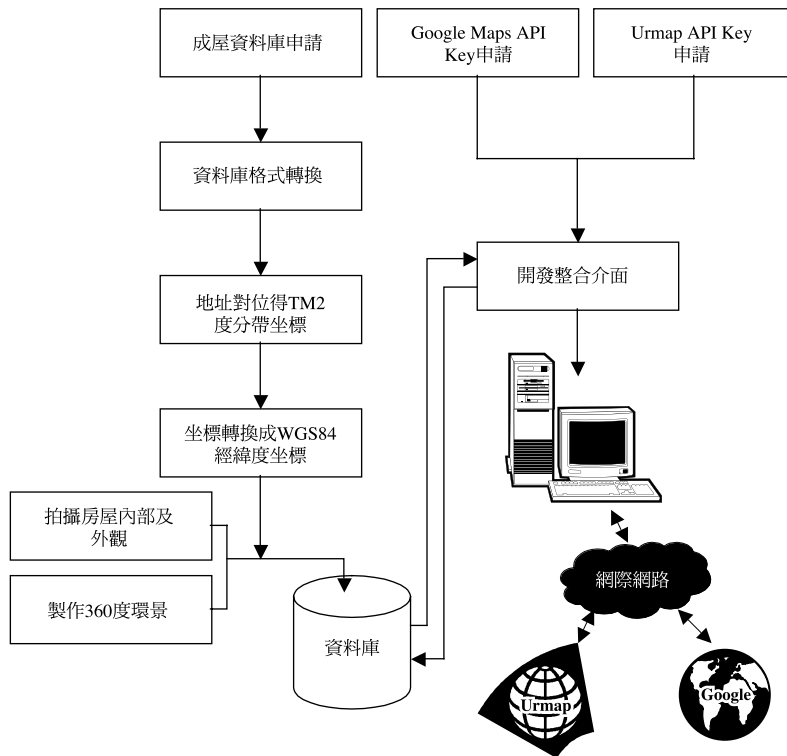 成屋資料庫申請
Google Maps API
Key申請
Urmap API Key
申請
資料庫格式轉換
地址對位得TM2
度分帶坐標
開發整合介面
坐標轉換成WGS84
經緯度坐標
拍攝房屋內部及
外觀
製作360度環景
資料庫
網際網路
Urmap
Google